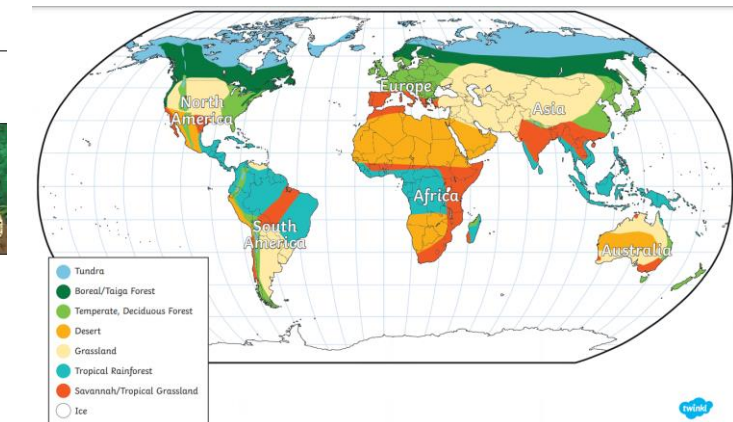 North
America
Europe
Asia
Africa
South
America
Australia
Tundra
Boreal/Taiga Forest
Temperate, Deciduous Forest
Desert
Grassland
Tropical Rainforest
Savannah/Tropical Grassland
Ice
twinkl